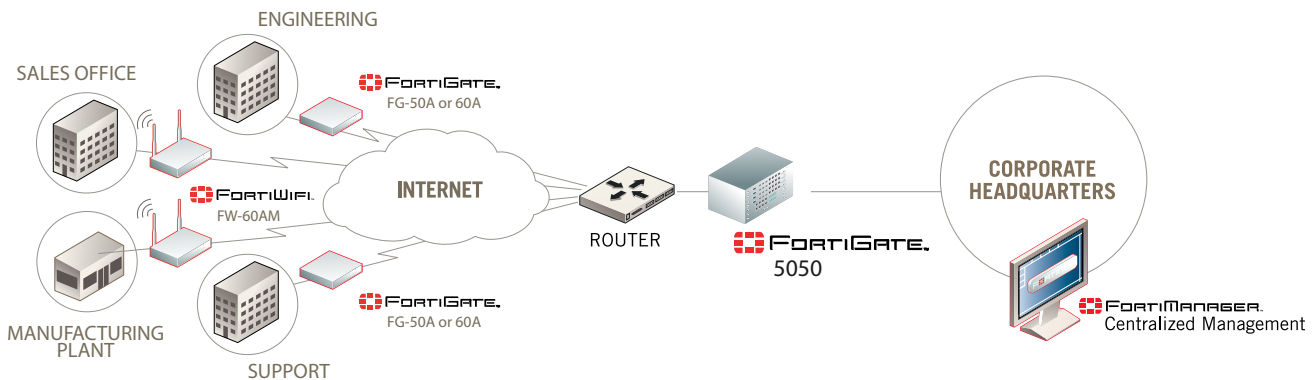 ENGINEERING
SALES OFFICE
FORTIGATE
FG-50A or 60A
INTERNET
CORPORATE
HEADQUARTERS
FORTIWIFI
FW-60AM
ROUTER
FORTIGATE
5050
FORTIGATE
FG-50A or 60A
MANUFACTURING
PLANT
SUPPORT
FORTIMANAGER
Centralized Management